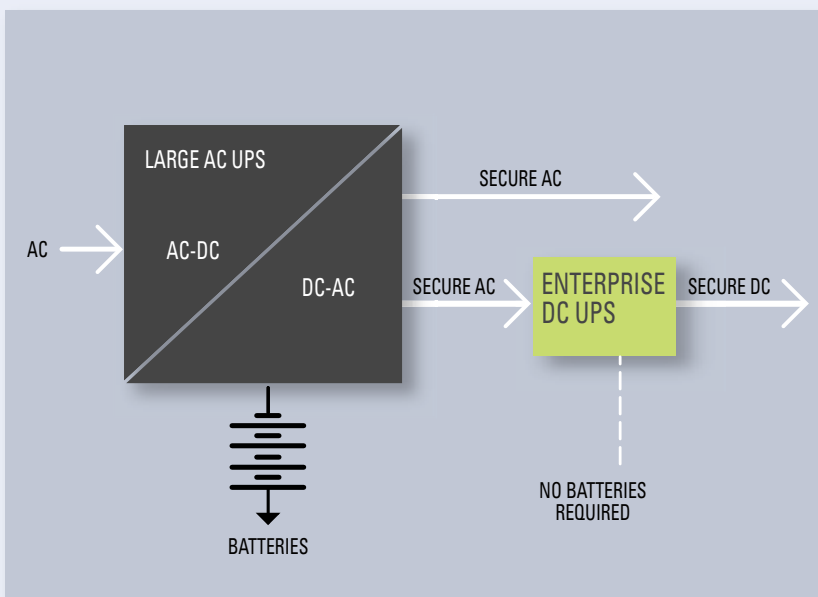 LARGE AC UPS
SECURE AC
AC
AC-DC
DC-AC
SECURE AC
ENTERPRISE
DC UPS
SECURE DC
NO BATTERIES
REQUIRED
BATTERIES